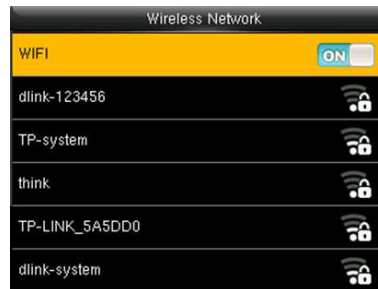 Wireless Network
WIFI ON
dlink-123456
TP-system
think
TP-LINK_5A5DD0
dlink-system